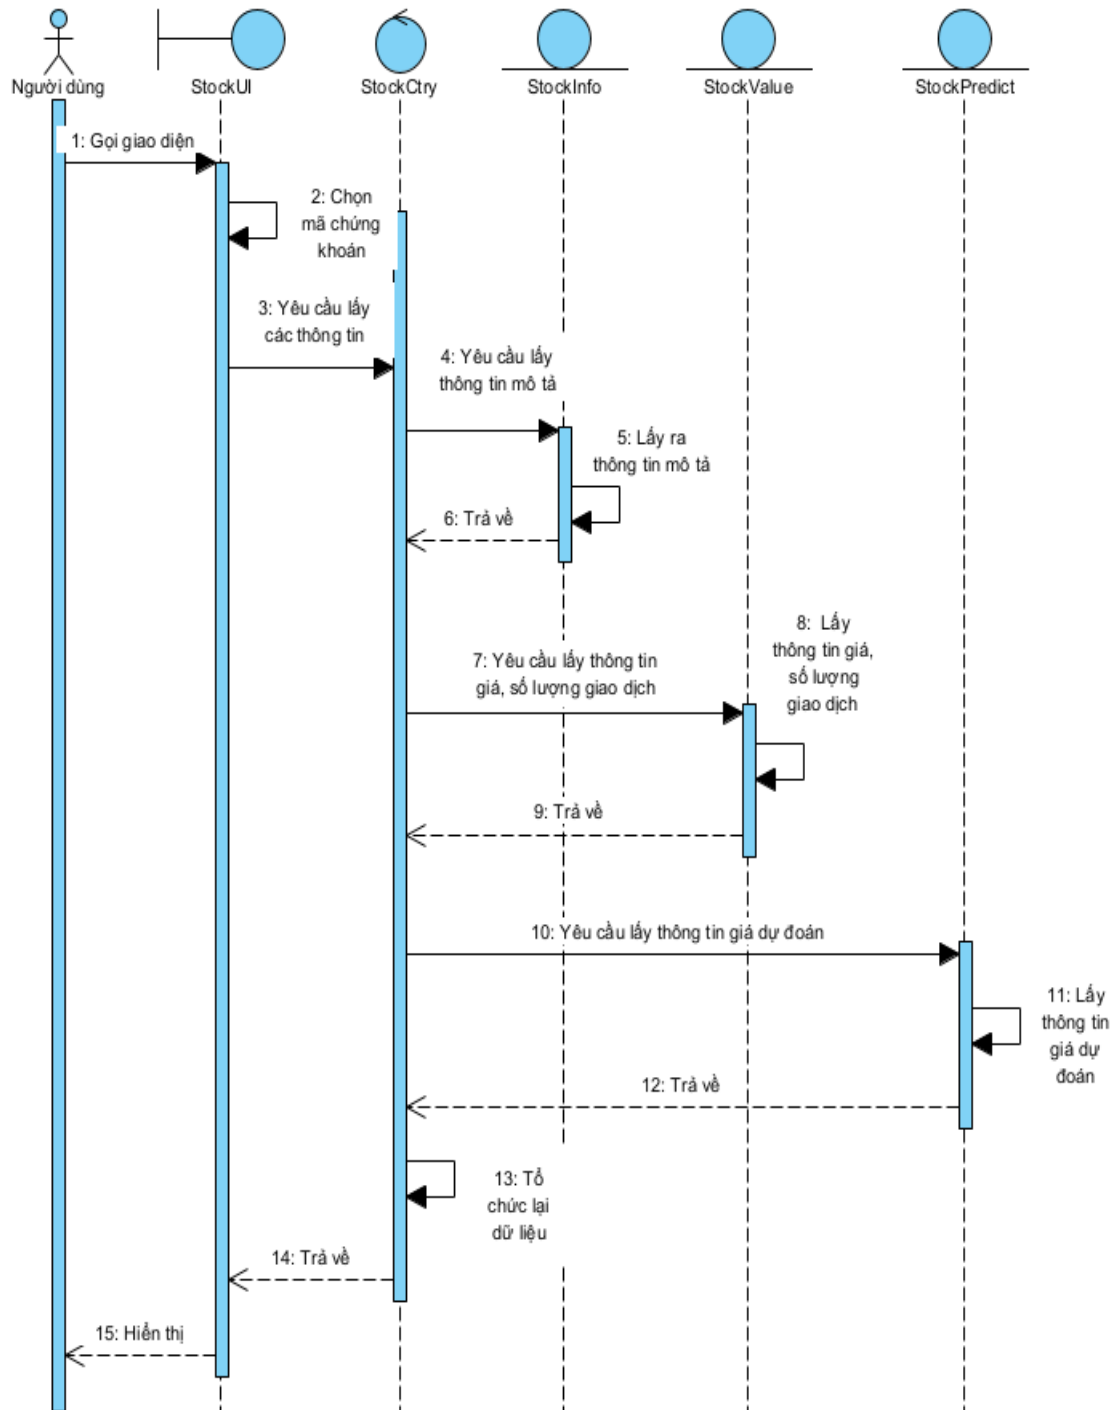 Người dùng
StockUI
StockCtry
StockInfo
StockValue
StockPredict
1: Gọi giao diện
2: Chọn
mã chứng
khoán
3: Yêu cầu lấy
các thông tin
4: Yêu cầu lấy
thông tin mô tả
5: Lấy ra
thông tin mô tả
6: Trả về
7: Yêu cầu lấy thông tin
giá, số lượng giao dịch
8: Lấy
thông tin giá,
số lượng
giao dịch
9: Trả về
10: Yêu cầu lấy thông tin giá dự đoán
11: Lấy
thông tin
giá dự
đoán
12: Trả về
13: Tổ
chức lại
dữ liệu
14: Trả về
15: Hiển thị